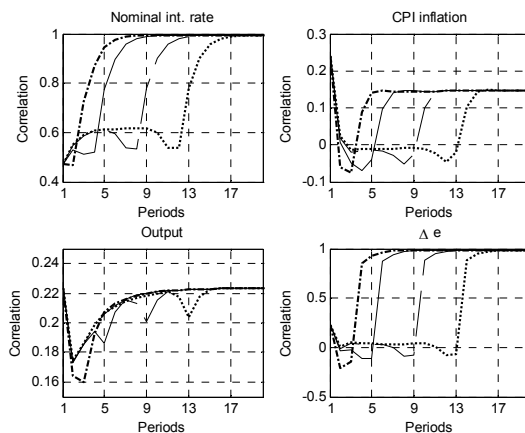 Nominal int. rate
Correlation
1
0.8
0.6
0.4
1 5 9 13 17
Periods
CPI inflation
Correlation
0.3
0.2
0.1
0
-0.1
1 5 9 13 17
Periods
Output
Correlation
0.24
0.22
0.2
0.18
0.16
1 5 9 13 17
Periods
Δ e
Correlation
1
0.5
0
-0.5
1 5 9 13 17
Periods